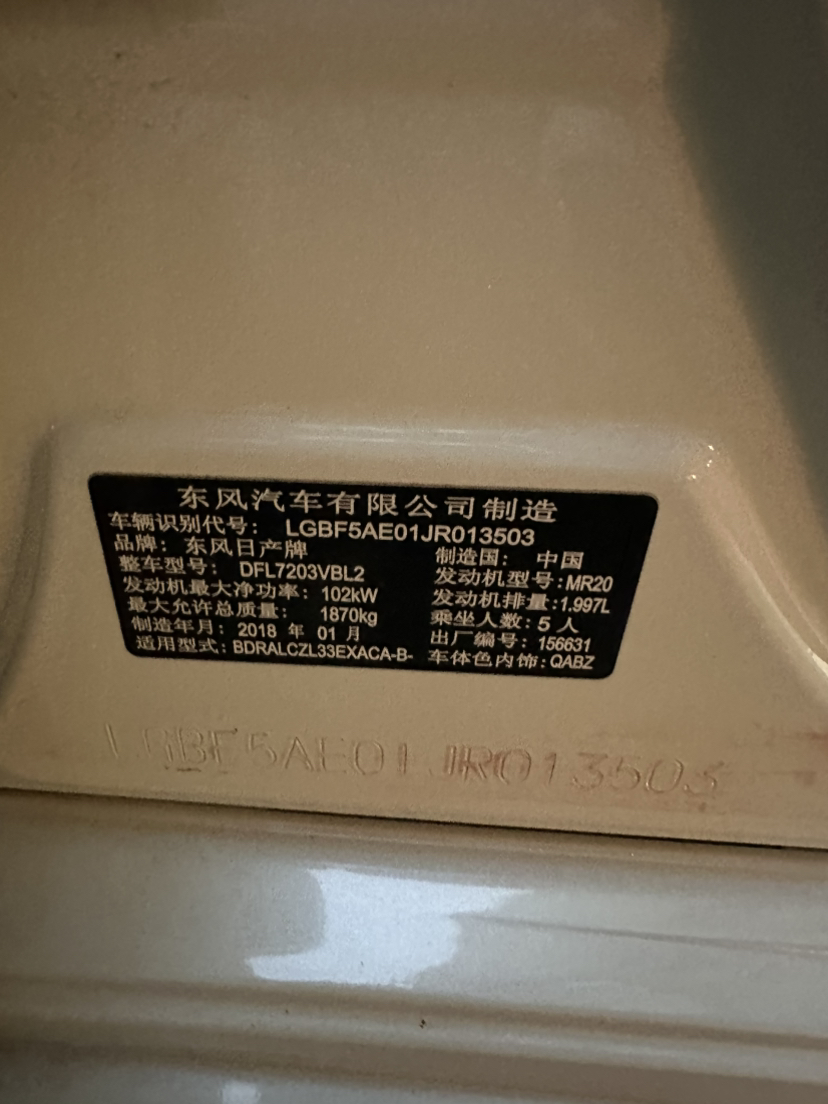 东风汽车有限公司制造
车辆识别代号： LGBF5AE01JR013503
品牌： 东风日产牌 制造国： 中国
整车型号： DFL7203VBL2 发动机型号：MR20
发动机最大净功率： 102kW 发动机排量：1.997L
最大允许总质量： 1870kg 乘坐人数：5 人
制造年月： 2018 年 01 月 出厂编号： 156631
适用型式： BDRALCZL33EXACA-B- 车体色内饰：QABZ
LGBF5AE01JR013503